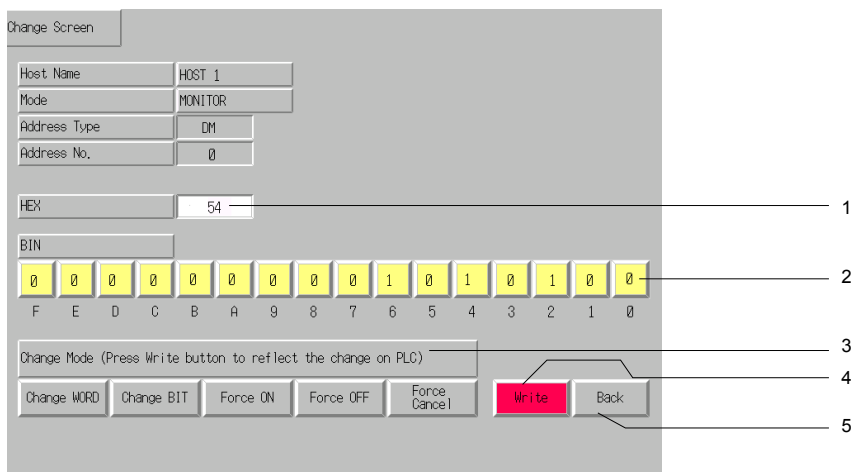 Change Screen
Host Name HOST 1
Mode MONITOR
Address Type DM
Address No. 0
HEX 54 1
BIN
0 0 0 0 0 0 0 0 0 1 0 1 0 1 0 0 2
F E D C B A 9 8 7 6 5 4 3 2 1 0
Change Mode (Press Write button to reflect the change on PLC) 3
4
Change WORD Change BIT Force ON Force OFF Force Cancel Write Back
5